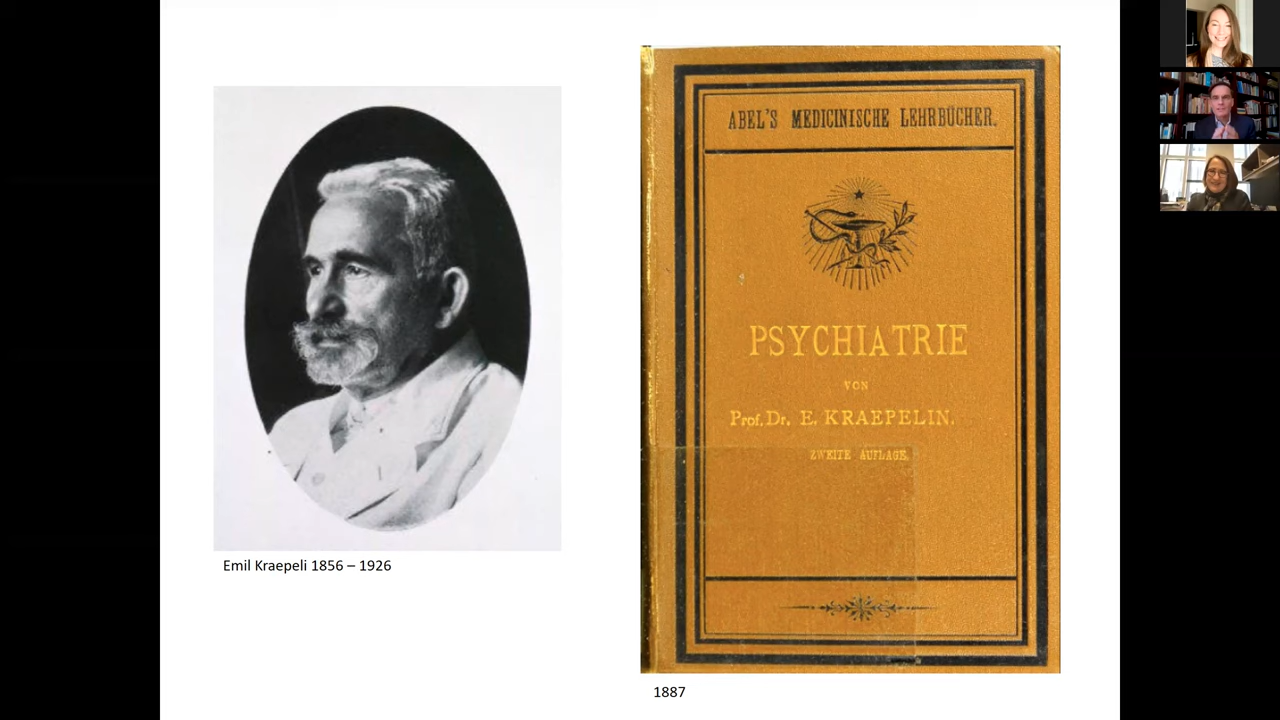 Emil Kraepeli 1856 – 1926
ABEL'S MEDICINISCHE LEHRBÜCHER.
PSYCHIATRIE
VON
Prof. Dr. E. KRAEPELIN.
ZWEITE AUFLAGE.
1887